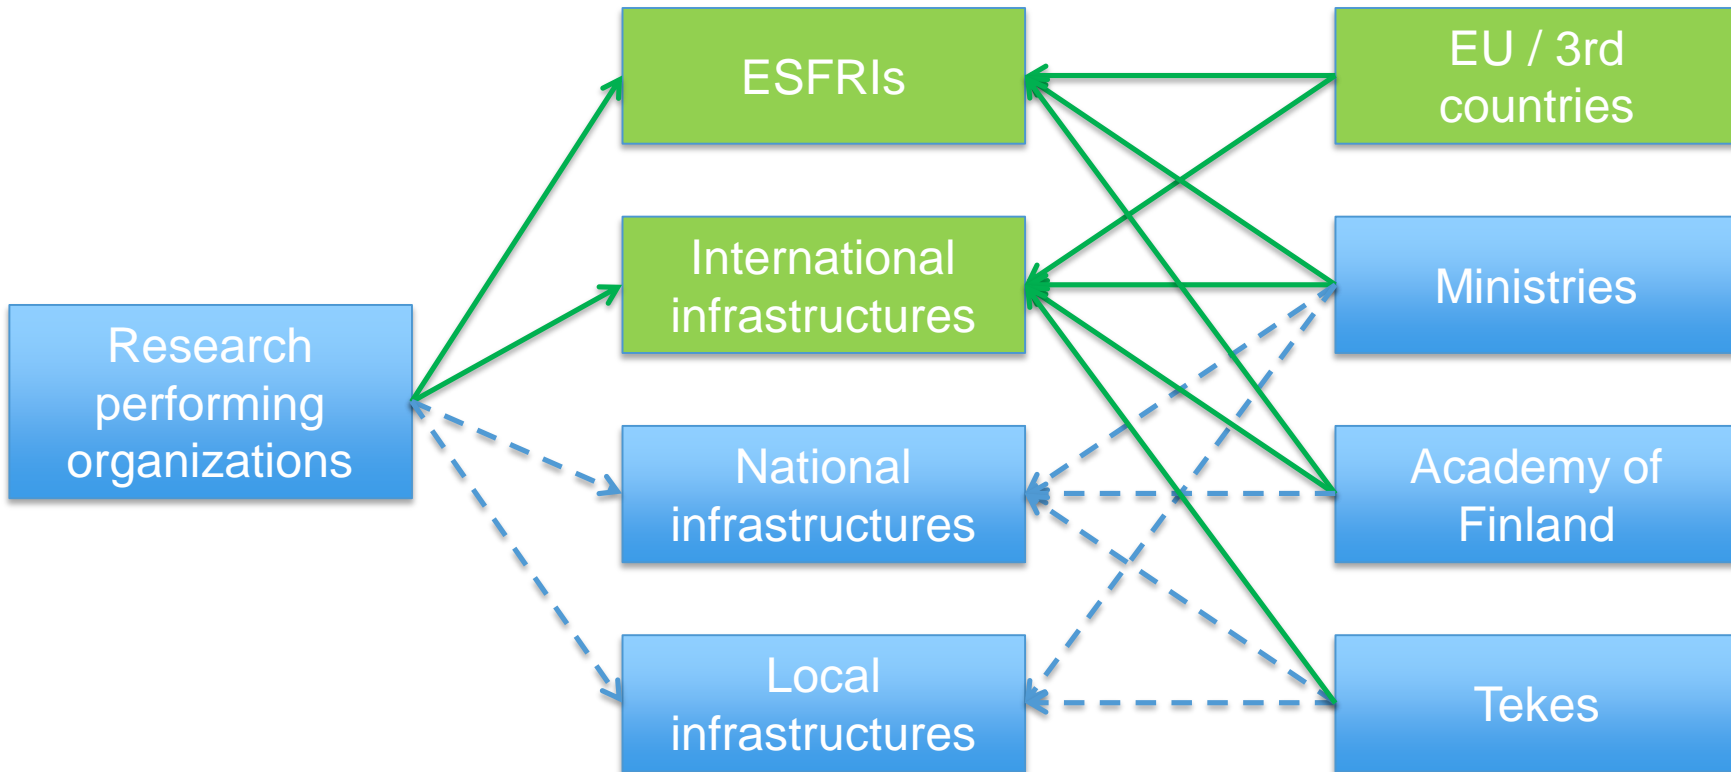 ESFRIs
EU / 3rd
countries
International
infrastructures
Ministries
Research
performing
organizations
National
infrastructures
Academy of
Finland
Local
infrastructures
Tekes